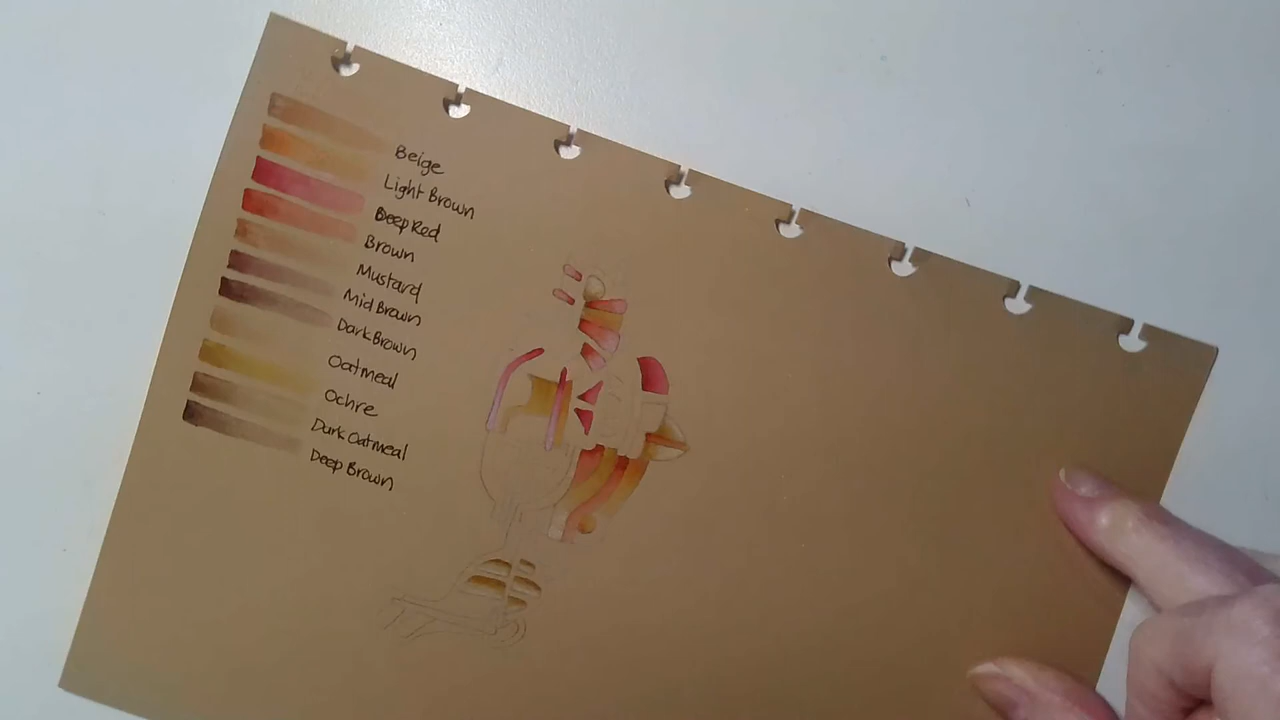 Beige
Light Brown
Deep Red
Brown
Mustard
Mid Brown
Dark Brown
Oatmeal
Ochre
Dark Oatmeal
Deep Brown